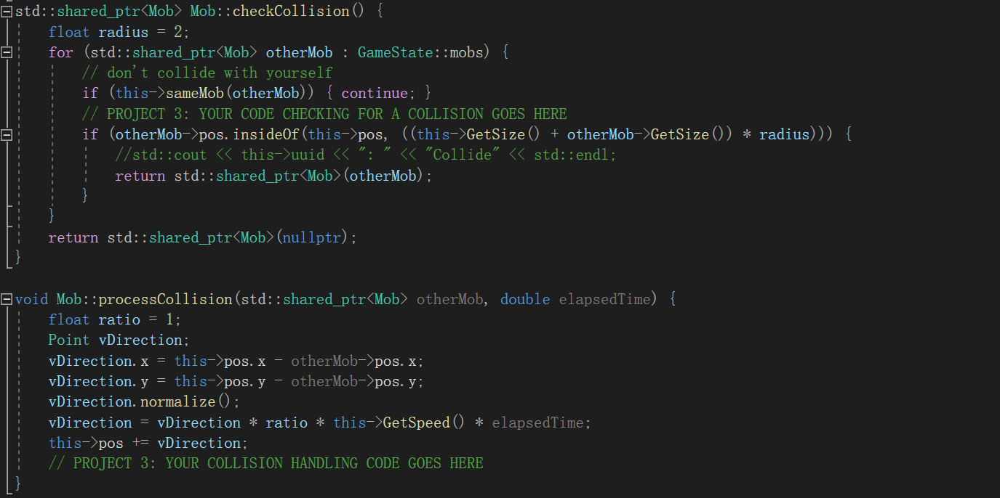 std::shared_ptr<Mob> Mob::checkCollision() {
    float radius = 2;
    for (std::shared_ptr<Mob> otherMob : GameState::mobs) {
        // don't collide with yourself
        if (this->sameMob(otherMob)) { continue; }
        // PROJECT 3: YOUR CODE CHECKING FOR A COLLISION GOES HERE
        if (otherMob->pos.insideOf(this->pos, ((this->GetSize() + otherMob->GetSize()) * radius))) {
            //std::cout << this->uuid << ": " << "Collide" << std::endl;
            return std::shared_ptr<Mob>(otherMob);
        }
    }
    return std::shared_ptr<Mob>(nullptr);
}
void Mob::processCollision(std::shared_ptr<Mob> otherMob, double elapsedTime) {
    float ratio = 1;
    Point vDirection;
    vDirection.x = this->pos.x - otherMob->pos.x;
    vDirection.y = this->pos.y - otherMob->pos.y;
    vDirection.normalize();
    vDirection = vDirection * ratio * this->GetSpeed() * elapsedTime;
    this->pos += vDirection;
    // PROJECT 3: YOUR COLLISION HANDLING CODE GOES HERE
}